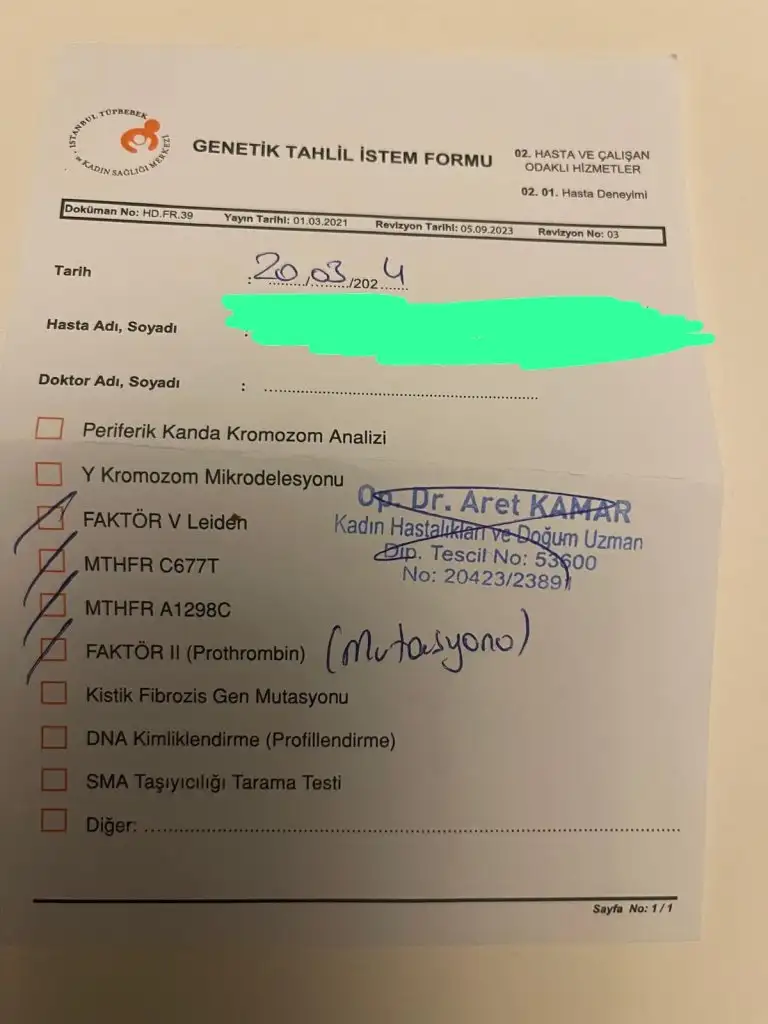 İSTANBUL TÜPBEBEK
ve KADIN SAĞLIĞI MERKEZİ
GENETİK TAHLİL İSTEM FORMU
02. HASTA VE ÇALIŞAN
ODAKLI HİZMETLER
02. 01. Hasta Deneyimi
Doküman No: HD.FR.39 Yayın Tarihi: 01.03.2021 Revizyon Tarihi: 05.09.2023 Revizyon No: 03
Tarih : 20/03/2024
Hasta Adı, Soyadı :
Doktor Adı, Soyadı :
Periferik Kanda Kromozom Analizi
Y Kromozom Mikrodelesyonu
Op. Dr. Aret KAMAR
FAKTÖR V Leiden
Kadın Hastalıkları ve Doğum Uzman
Dip. Tescil No: 53600
MTHFR C677T
No: 20423/23891
MTHFR A1298C
FAKTÖR II (Prothrombin) (Mutasyono)
Kistik Fibrozis Gen Mutasyonu
DNA Kimliklendirme (Profillendirme)
SMA Taşıyıcılığı Tarama Testi
Diğer:
Sayfa No: 1 / 1